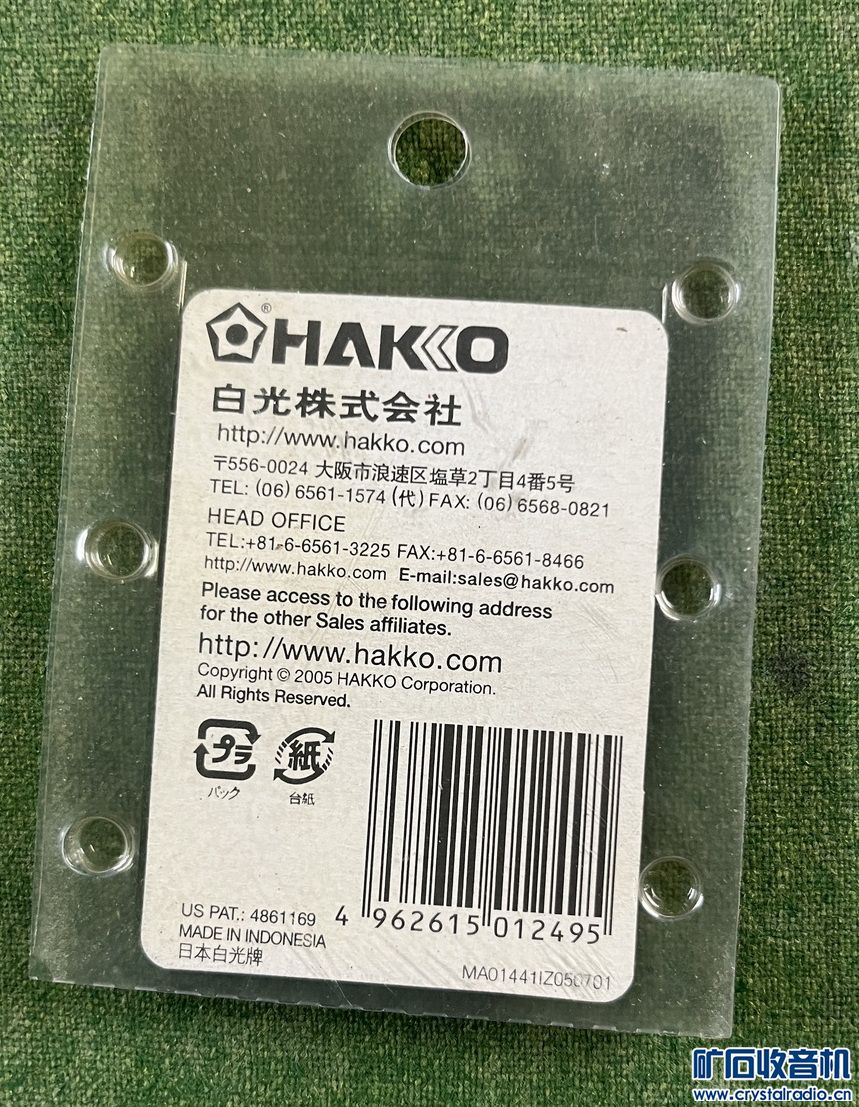 ®HAKKO
白光株式会社
http://www.hakko.com
〒556-0024 大阪市浪速区塩草2丁目4番5号
TEL: (06) 6561-1574 (代) FAX: (06) 6568-0821
HEAD OFFICE
TEL:+81-6-6561-3225 FAX:+81-6-6561-8466
http://www.hakko.com E-mail:sales@hakko.com
Please access to the following address
for the other Sales affiliates.
http://www.hakko.com
Copyright © 2005 HAKKO Corporation.
All Rights Reserved.
プラ 紙
パック 台紙
4 962615 012495
US PAT.: 4861169
MADE IN INDONESIA
日本白光牌
MA01441IZ050701
矿石收音机
www.crystalradio.cn